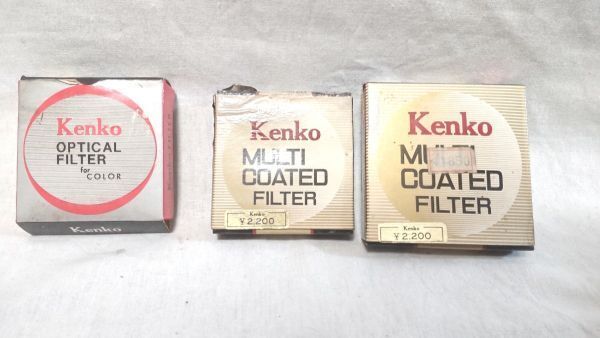 Kenko
OPTICAL
FILTER
for
COLOR
Kenko
Kenko
MULTI
COATED
FILTER
Kenko
¥2,200
Kenko
MULTI
COATED
FILTER
Kenko
¥2,200